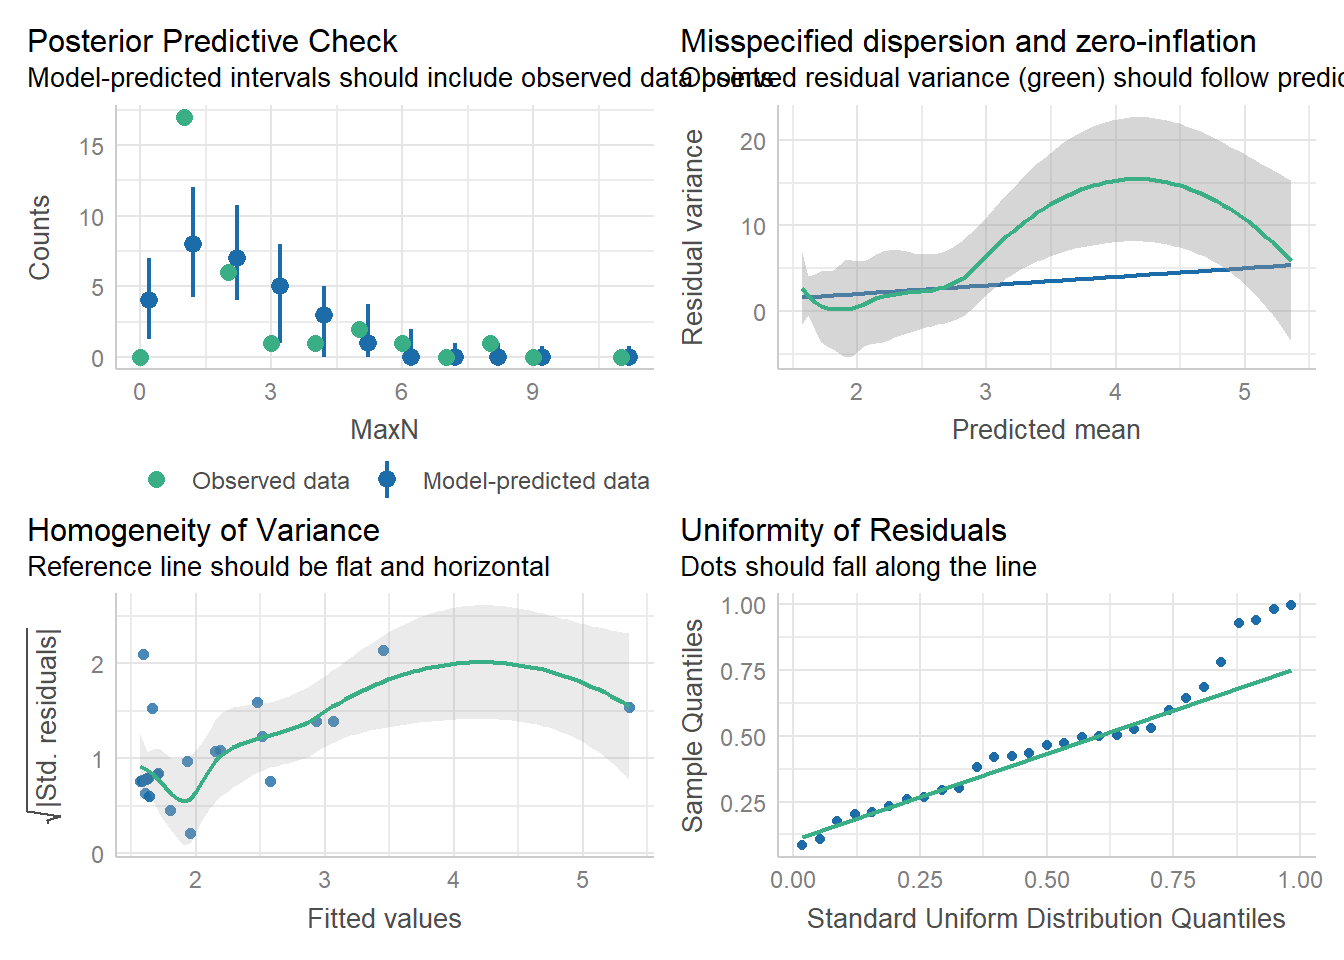 Posterior Predictive Check
Model-predicted intervals should include observed data points
Counts
15
10
5
0
0 3 6 9
MaxN
Observed data Model-predicted data
Misspecified dispersion and zero-inflation
Observed residual variance (green) should follow predic
Residual variance
20
10
0
2 3 4 5
Predicted mean
Homogeneity of Variance
Reference line should be flat and horizontal
√|Std. residuals|
2
1
0
2 3 4 5
Fitted values
Uniformity of Residuals
Dots should fall along the line
Sample Quantiles
1.00
0.75
0.50
0.25
0.00 0.25 0.50 0.75 1.00
Standard Uniform Distribution Quantiles